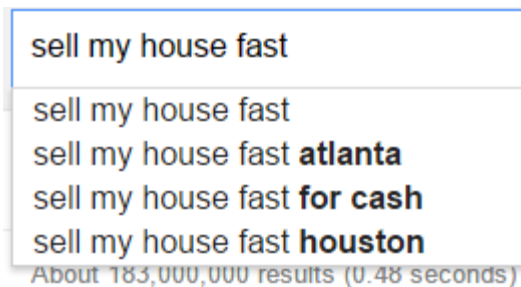 sell my house fast
sell my house fast
sell my house fast atlanta
sell my house fast for cash
sell my house fast houston
About 183,000,000 results (0.48 seconds)